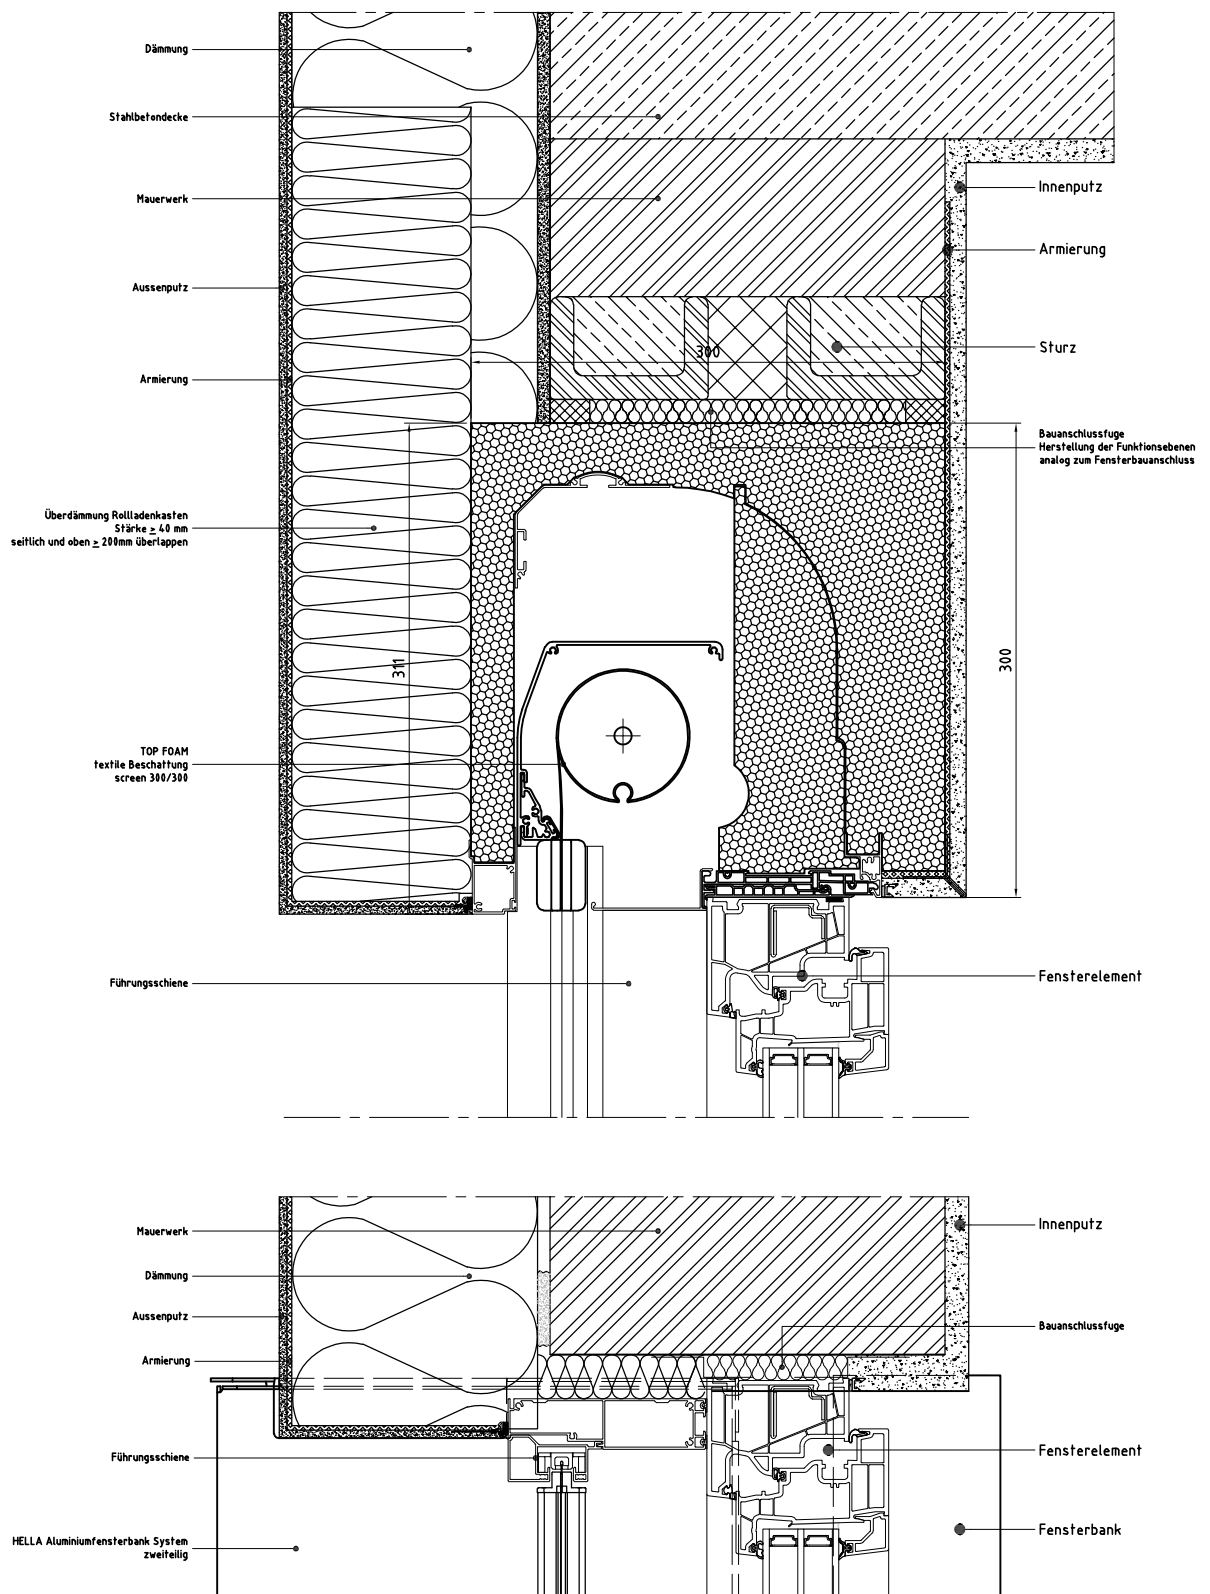 Dämmung
Stahlbetondecke
Mauerwerk
Innenputz
Armierung
Aussenputz
Sturz
300
Armierung
Bauanschlussfuge
Herstellung der Funktionsebenen
analog zum Fensterbauanschluss
Überdämmung Rollladenkasten
Stärke ≥ 40 mm
seitlich und oben ≥ 200mm überlappen
311
300
TOP FOAM
textile Beschattung
screen 300/300
2
Führungsschiene
Fensterelement
Mauerwerk
Innenputz
Dämmung
Aussenputz
Bauanschlussfuge
Armierung
Führungsschiene
Fensterelement
Fensterbank
HELLA Aluminiumfensterbank System
zweiteilig